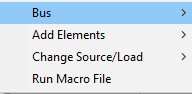 Bus
Add Elements
Change Source/Load
Run Macro File